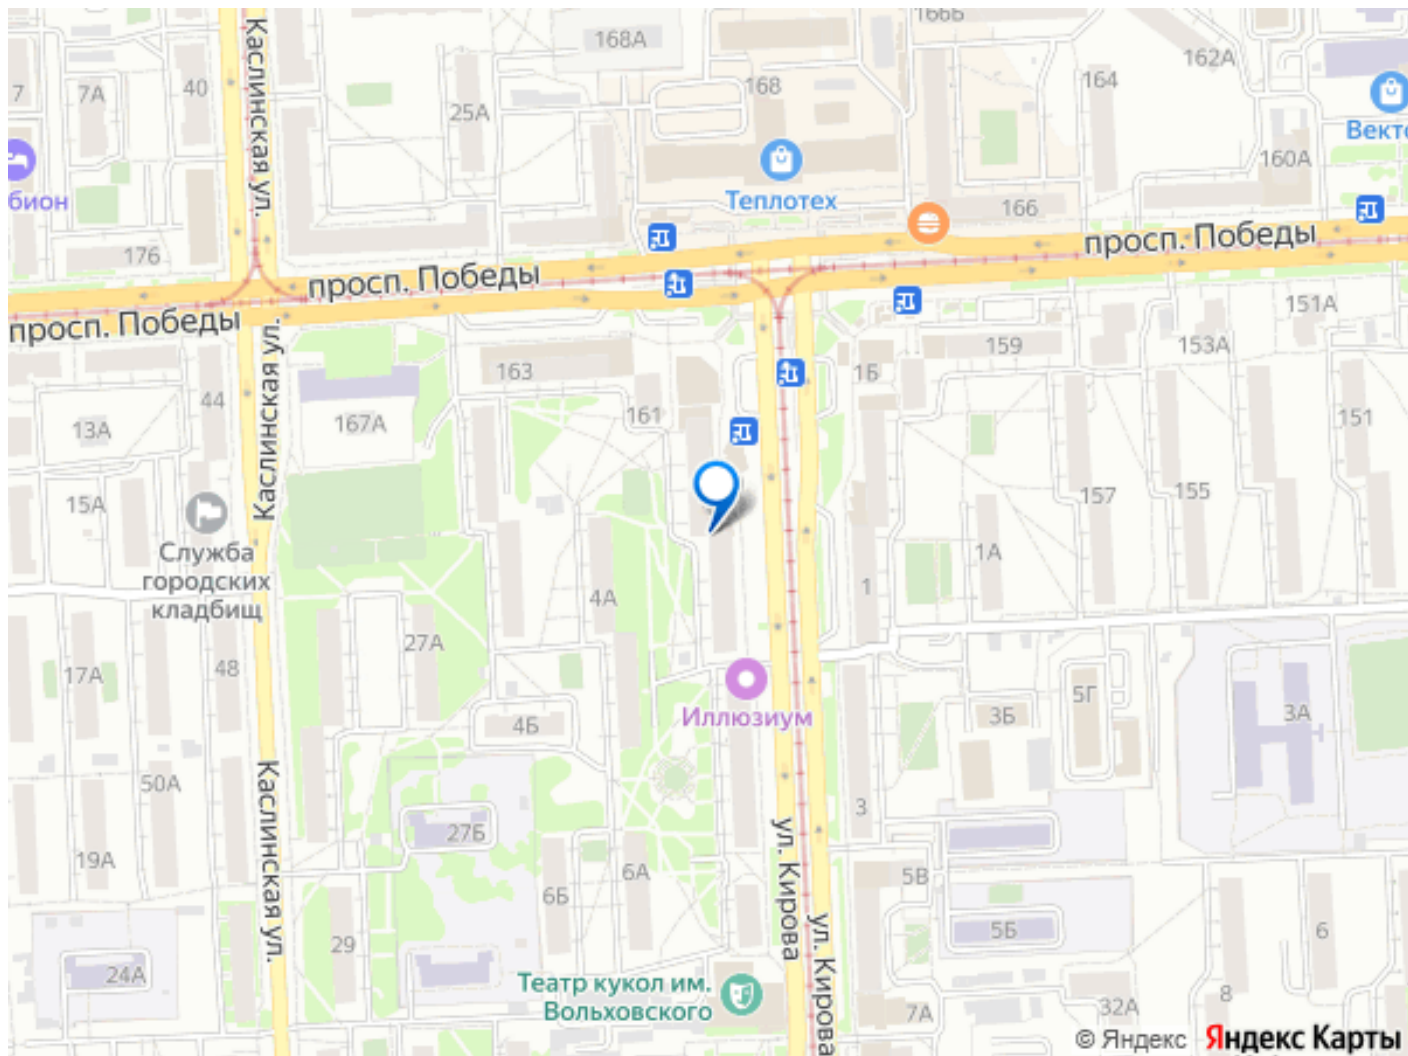 166Б
168А
162А
Каслинская ул.
7
7А
40
25А
168
164
Векто
160А
бион
Теплотех
166
просп. Победы
176
просп. Победы
просп. Победы
151А
Каслинская ул.
163
159
153А
1Б
44
161
13А
167А
151
15А
157
155
Служба
городских
кладбищ
1А
4А
1
27А
17А
48
5Г
Иллюзиум
4Б
3Б
3А
50А
Каслинская ул.
3
ул. Кирова
27Б
19А
6А
5В
6Б
ул. Кирова
29
5Б
6
24А
Театр кукол им.
Вольховского
7А
32А
8
© Яндекс Яндекс Карты